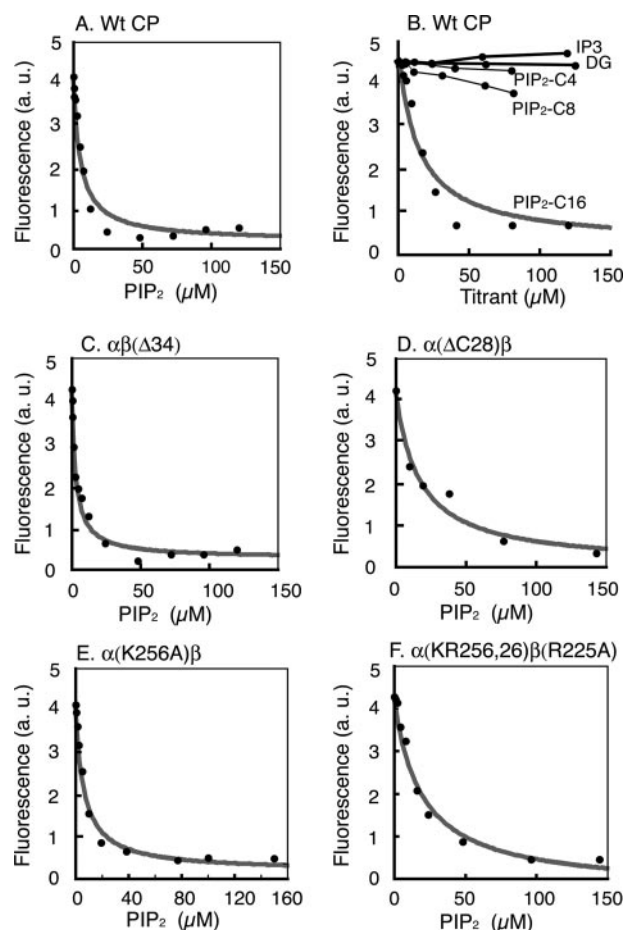 A. Wt CP
B. Wt CP
Fluorescence (a. u.)
5
4
3
2
1
0
0 50 100 150
PIP₂ (µM)
Fluorescence (a. u.)
5
4
3
2
1
0
IP3
DG
PIP₂-C4
PIP₂-C8
PIP₂-C16
0 50 100 150
Titrant (µM)
C. αβ(Δ34)
D. α(ΔC28)β
Fluorescence (a. u.)
5
4
3
2
1
0
0 50 100 150
PIP₂ (µM)
Fluorescence (a. u.)
5
4
3
2
1
0
0 50 100 150
PIP₂ (µM)
E. α(K256A)β
F. α(KR256,26)β(R225A)
Fluorescence (a. u.)
5
4
3
2
1
0
0 40 80 120 160
PIP₂ (µM)
Fluorescence (a. u.)
5
4
3
2
1
0
0 50 100 150
PIP₂ (µM)